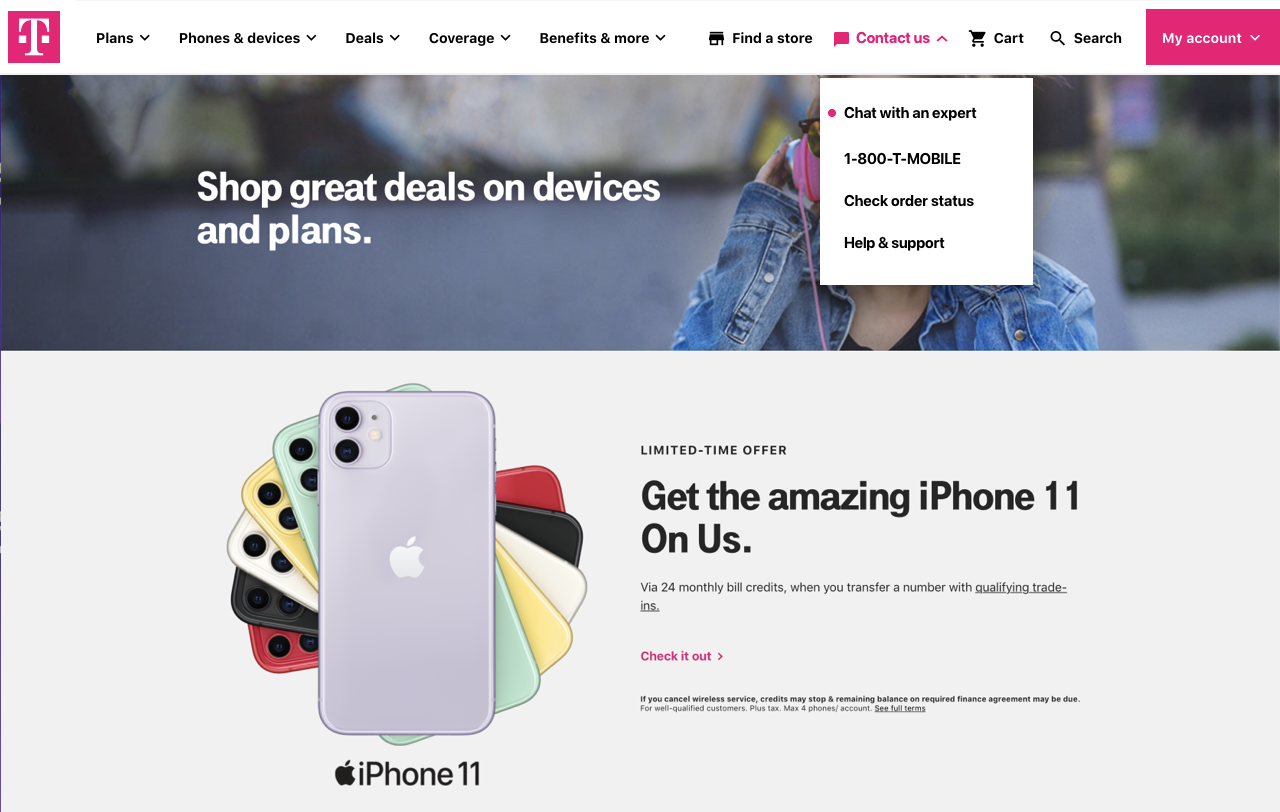 T
Plans
Phones & devices
Deals
Coverage
Benefits & more
Find a store
Contact us
Cart
Search
My account
Chat with an expert
1-800-T-MOBILE
Check order status
Help & support
Shop great deals on devices
and plans.
LIMITED-TIME OFFER
Get the amazing iPhone 11
On Us.
Via 24 monthly bill credits, when you transfer a number with qualifying trade-
ins.
Check it out
If you cancel wireless service, credits may stop & remaining balance on required finance agreement may be due.
For well-qualified customers. Plus tax. Max 4 phones/ account. See full terms
iPhone 11